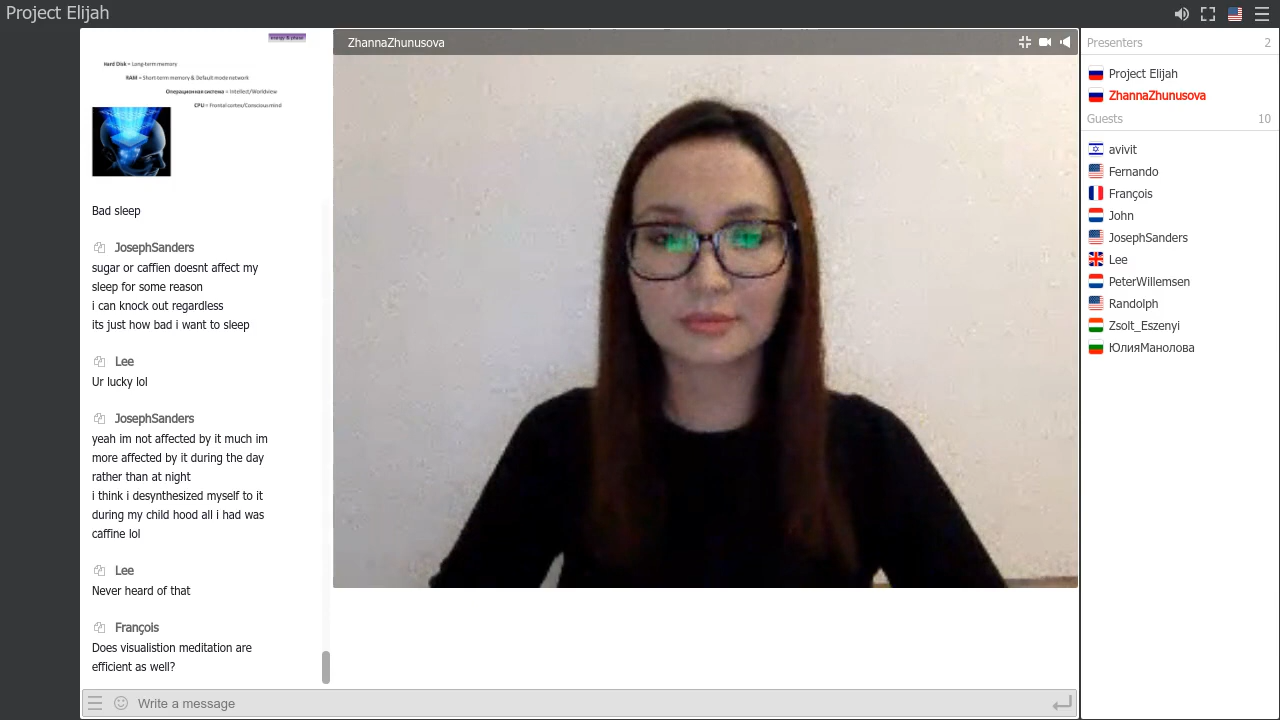 Project Elijah
energy & phase
Hard Disk = Long-term memory
RAM = Short-term memory & Default mode network
Операционная система = Intellect/Worldview
CPU = Frontal cortex/Conscious mind
Bad sleep
JosephSanders
sugar or caffien doesnt affect my
sleep for some reason
i can knock out regardless
its just how bad i want to sleep
Lee
Ur lucky lol
JosephSanders
yeah im not affected by it much im
more affected by it during the day
rather than at night
i think i desynthesized myself to it
during my child hood all i had was
caffine lol
Lee
Never heard of that
François
Does visualistion meditation are
efficient as well?
Write a message
ZhannaZhunusova
Presenters 2
Project Elijah
ZhannaZhunusova
Guests 10
avivit
Fernando
François
John
JosephSanders
Lee
PeterWillemsen
Randolph
Zsolt_Eszenyi
ЮлияМанолова